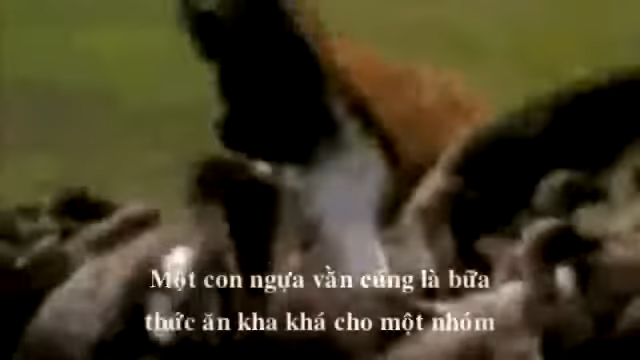 Một con ngựa vằn cũng là bữa
thức ăn kha khá cho một nhóm